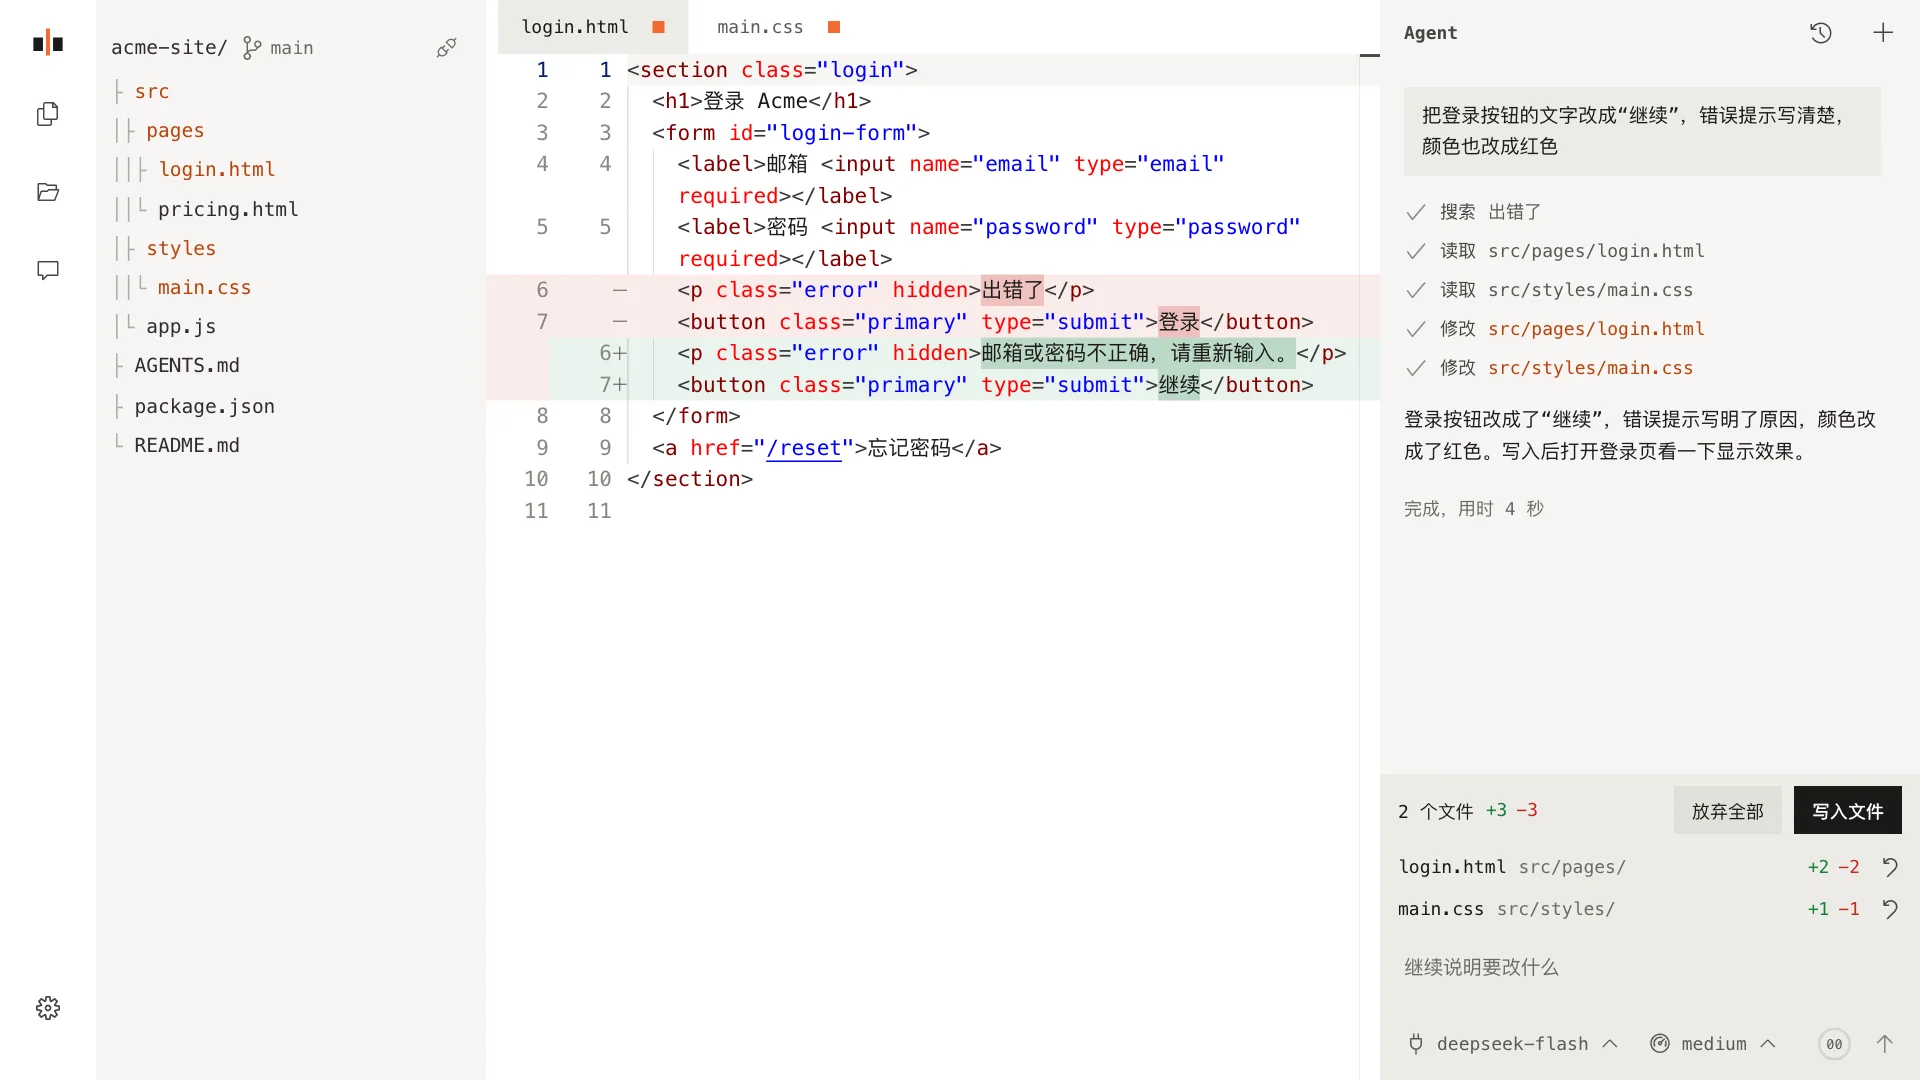 acme-site/ main
src
pages
login.html
pricing.html
styles
main.css
app.js
AGENTS.md
package.json
README.md
login.html main.css
1 1 <section class="login">
2 2 <h1>登录 Acme</h1>
3 3 <form id="login-form">
4 4 <label>邮箱 <input name="email" type="email"
required></label>
5 5 <label>密码 <input name="password" type="password"
required></label>
6 — <p class="error" hidden>出错了</p>
7 — <button class="primary" type="submit">登录</button>
6+ <p class="error" hidden>邮箱或密码不正确，请重新输入。</p>
7+ <button class="primary" type="submit">继续</button>
8 8 </form>
9 9 <a href="/reset">忘记密码</a>
10 10 </section>
11 11
Agent
把登录按钮的文字改成“继续”，错误提示写清楚，
颜色也改成红色
搜索 出错了
读取 src/pages/login.html
读取 src/styles/main.css
修改 src/pages/login.html
修改 src/styles/main.css
登录按钮改成了“继续”，错误提示写明了原因，颜色改
成了红色。写入后打开登录页看一下显示效果。
完成，用时 4 秒
2 个文件 +3 −3 放弃全部 写入文件
login.html src/pages/ +2 −2
main.css src/styles/ +1 −1
继续说明要改什么
deepseek-flash medium 00